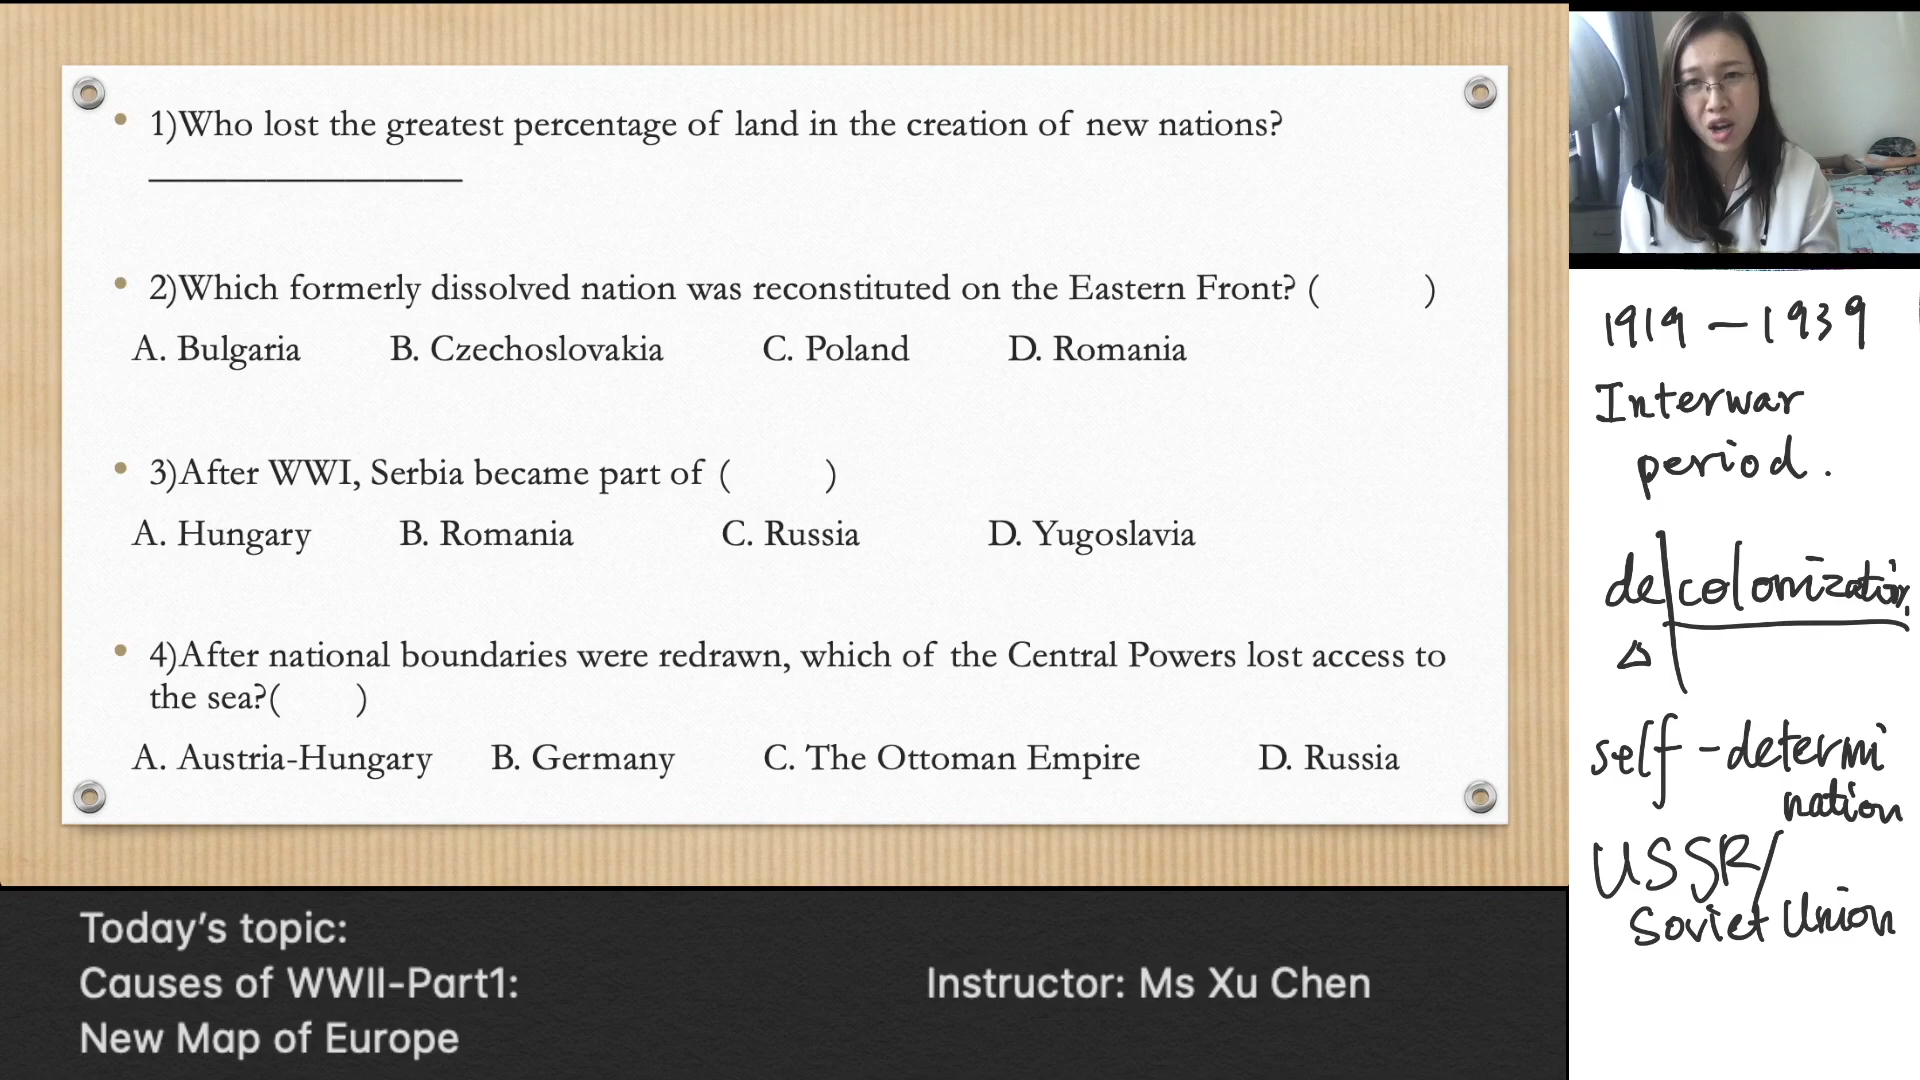 1)Who lost the greatest percentage of land in the creation of new nations?
2)Which formerly dissolved nation was reconstituted on the Eastern Front? ( )
A. Bulgaria B. Czechoslovakia C. Poland D. Romania
3)After WWI, Serbia became part of ( )
A. Hungary B. Romania C. Russia D. Yugoslavia
4)After national boundaries were redrawn, which of the Central Powers lost access to
the sea?( )
A. Austria-Hungary B. Germany C. The Ottoman Empire D. Russia
1919 - 1939
Interwar
period.
de|colonization
self-determi
nation
USSR/
Soviet Union
Today's topic:
Causes of WWII-Part1:
New Map of Europe
Instructor: Ms Xu Chen